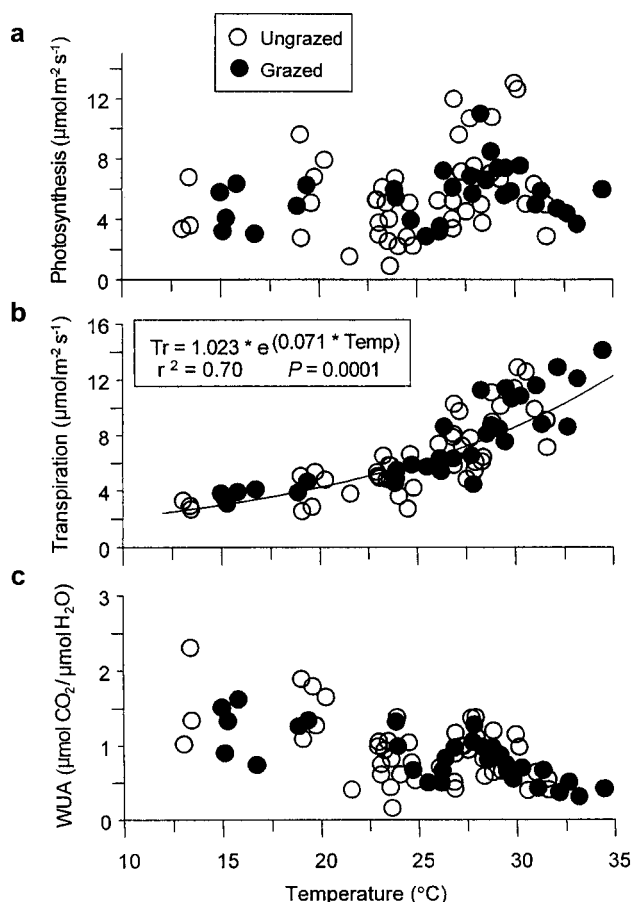 a
Ungrazed
Grazed
Photosynthesis (µmol m⁻² s⁻¹)
12
8
4
0
b
Transpiration (µmol m⁻² s⁻¹)
16
12
8
4
0
Tr = 1.023 * e^(0.071 * Temp)
r² = 0.70 P = 0.0001
c
WUA (µmol CO₂/ µmol H₂O)
3
2
1
0
10 15 20 25 30 35
Temperature (°C)